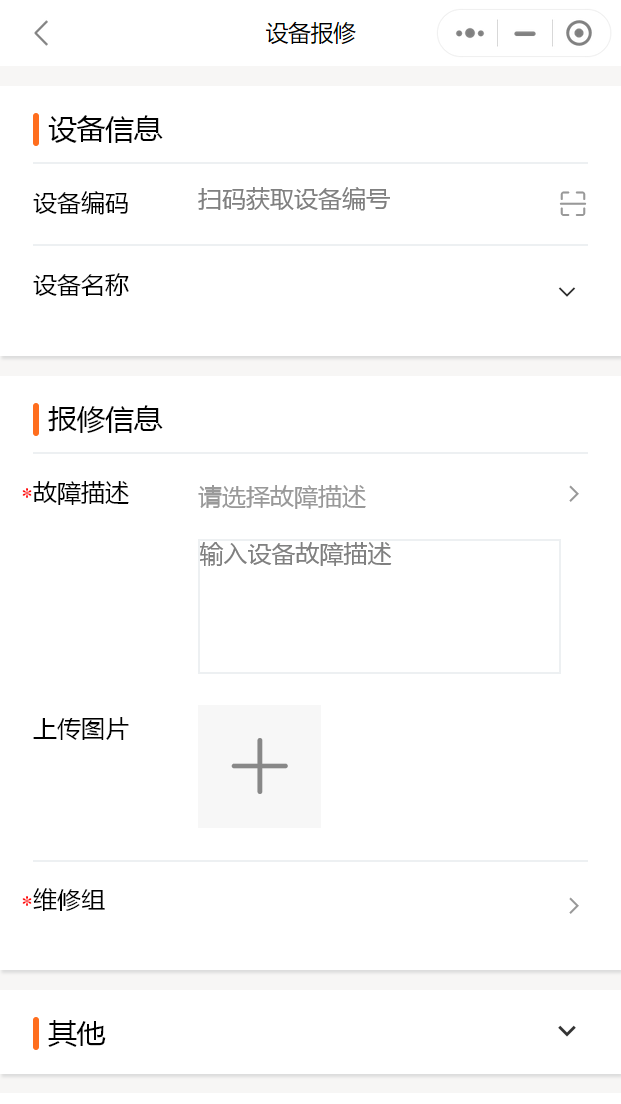 设备报修
设备信息
设备编码 扫码获取设备编号
设备名称
报修信息
*故障描述 请选择故障描述
输入设备故障描述
上传图片
*维修组
其他